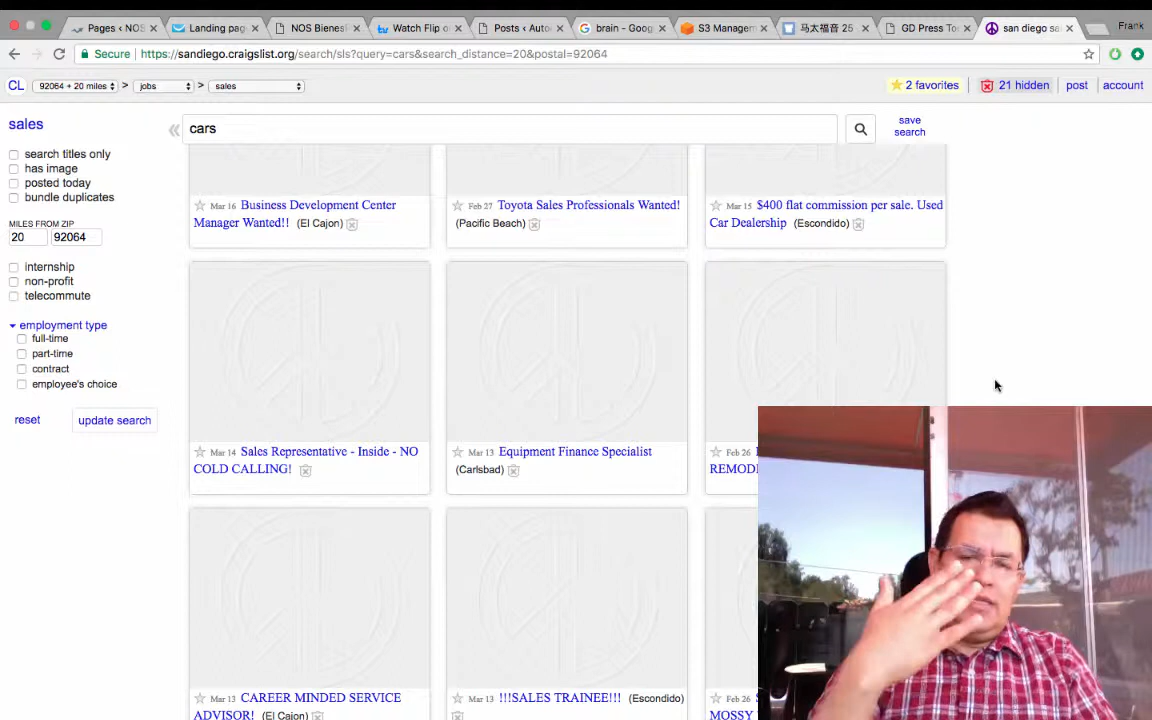 Pages < NOS
Landing pag
NOS BienesF
Watch Flip o
Posts < Auto
brain - Goog
S3 Managem
马太福音 25
GD Press To
san diego sa
Frank
Secure
https://sandiego.craigslist.org/search/sls?query=cars&search_distance=20&postal=92064
CL
92064 + 20 miles
>
jobs
>
sales
2 favorites
21 hidden
post
account
sales
cars
save
search
search titles only
has image
posted today
bundle duplicates
MILES FROM ZIP
20
92064
internship
non-profit
telecommute
employment type
full-time
part-time
contract
employee's choice
reset
update search
Mar 16 Business Development Center
Manager Wanted!! (El Cajon)
Feb 27 Toyota Sales Professionals Wanted!
(Pacific Beach)
Mar 15 $400 flat commission per sale. Used
Car Dealership (Escondido)
Mar 14 Sales Representative - Inside - NO
COLD CALLING!
Mar 13 Equipment Finance Specialist
(Carlsbad)
Feb 26
REMODI
Mar 13 CAREER MINDED SERVICE
ADVISOR! (El Cajon)
Mar 13 !!!SALES TRAINEE!!! (Escondido)
Feb 26
MOSSY